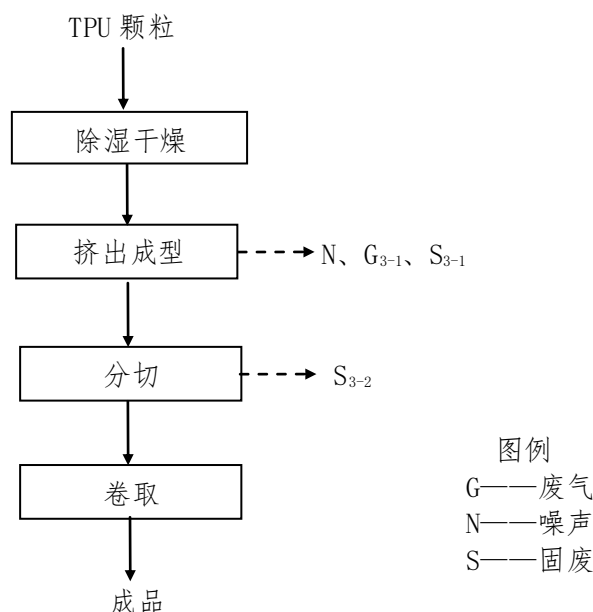 TPU 颗粒
除湿干燥
挤出成型
N、G3-1、S3-1
分切
S3-2
卷取
成品
图例
G——废气
N——噪声
S——固废